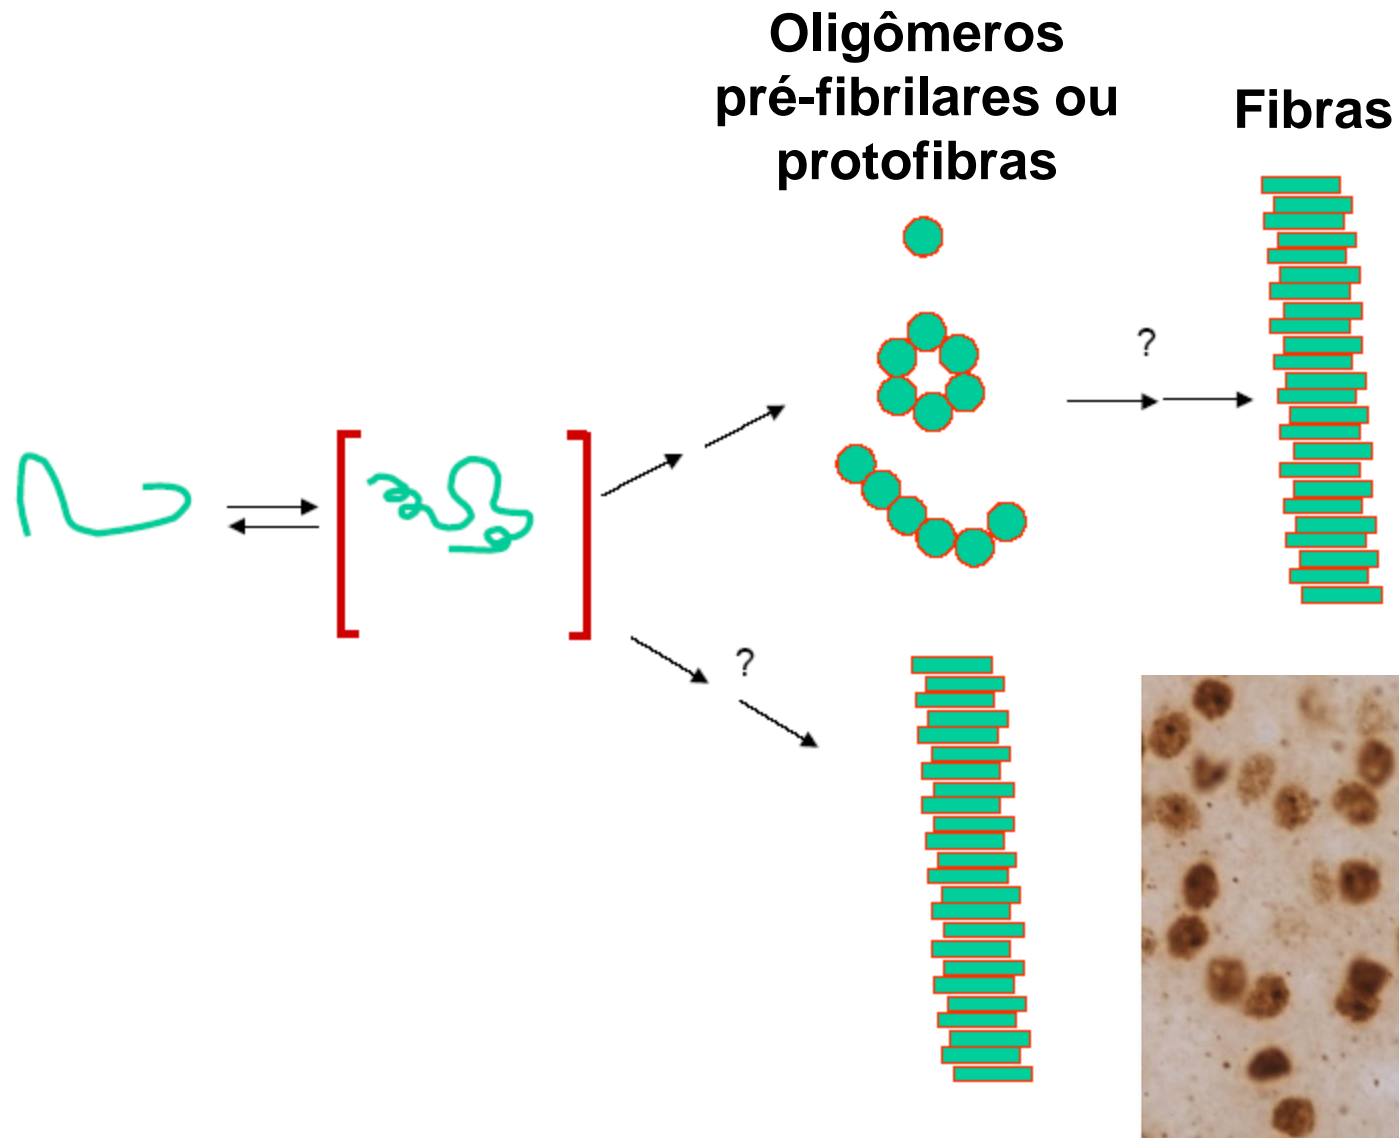 Oligômeros
pré-fibrilares ou
protofibras
Fibras
?
?